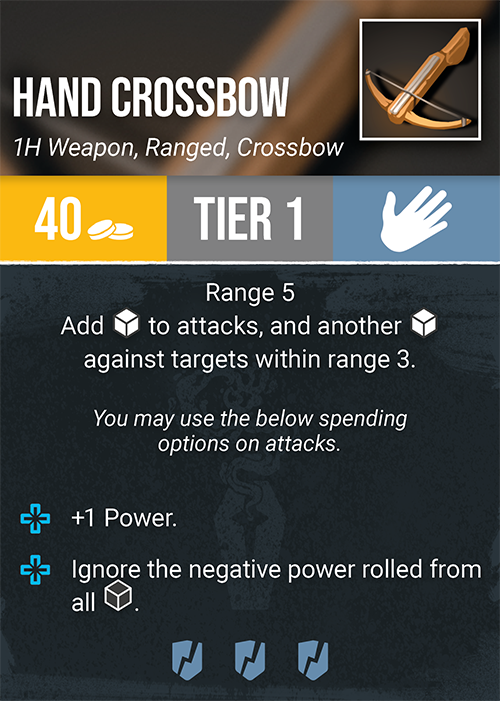 HAND CROSSBOW
1H Weapon, Ranged, Crossbow
40
TIER 1
Range 5
Add to attacks, and another
against targets within range 3.
You may use the below spending
options on attacks.
+1 Power.
Ignore the negative power rolled from
all .